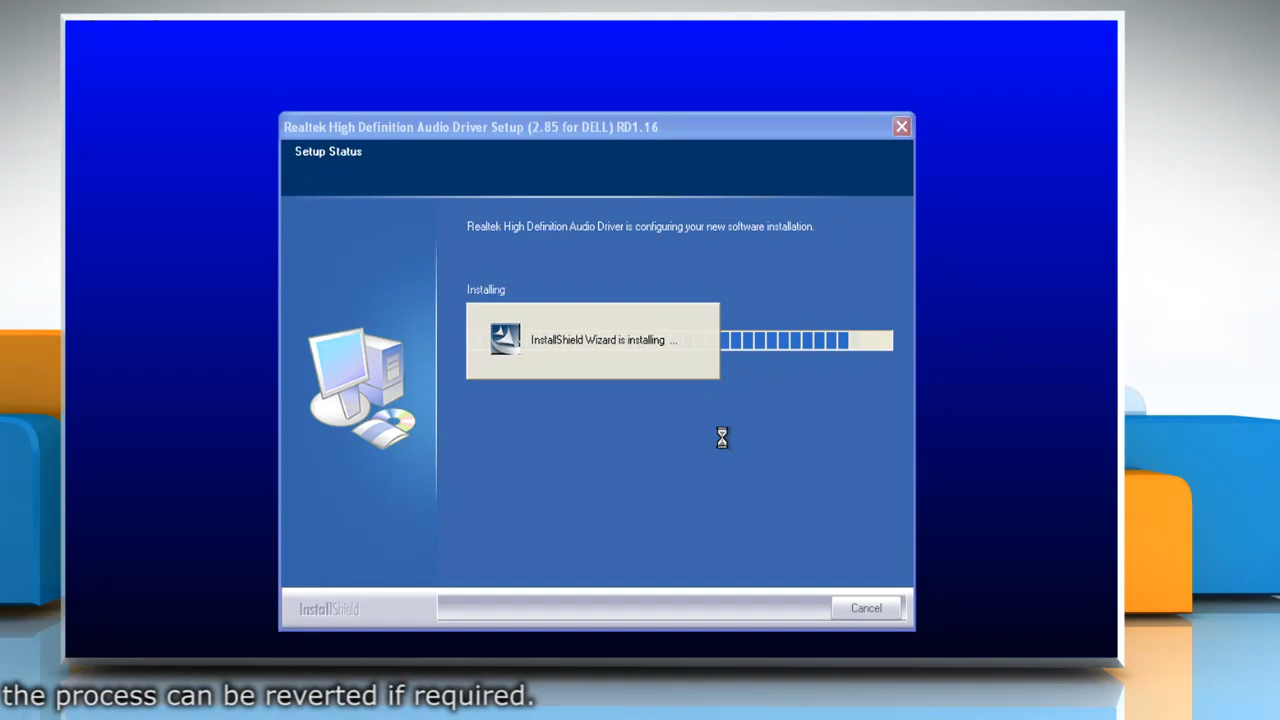 Realtek High Definition Audio Driver Setup (2.85 for DELL) RD1.16
Setup Status
Realtek High Definition Audio Driver is configuring your new software installation.
Installing
InstallShield Wizard is installing ...
InstallShield
Cancel
the process can be reverted if required.